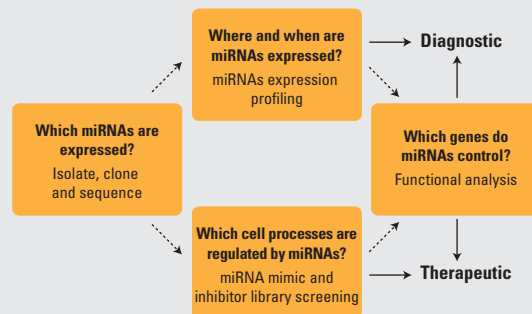 Where and when are
miRNAs expressed?
miRNAs expression
profiling
Diagnostic
Which miRNAs are
expressed?
Isolate, clone
and sequence
Which genes do
miRNAs control?
Functional analysis
Which cell processes are
regulated by miRNAs?
miRNA mimic and
inhibitor library screening
Therapeutic